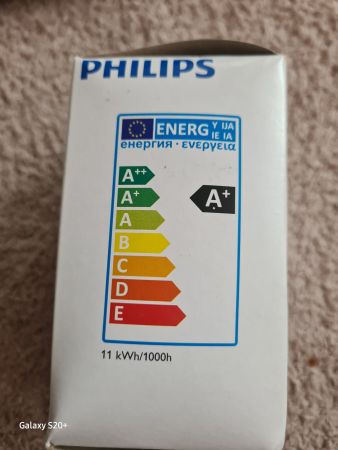 PHILIPS
ENERG Y IJA
IE IA
енергия · ενεργεια
A++
A+
A+
A
B
C
D
E
11 kWh/1000h
Galaxy S20+